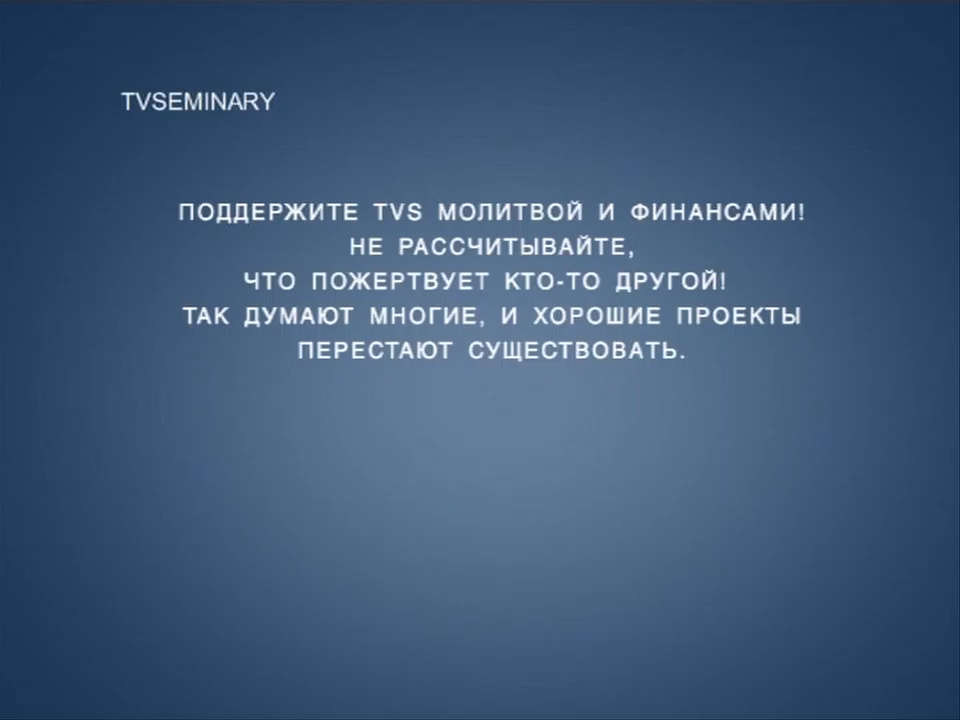 TVSEMINARY
ПОДДЕРЖИТЕ TVS МОЛИТВОЙ И ФИНАНСАМИ!
НЕ РАССЧИТЫВАЙТЕ,
ЧТО ПОЖЕРТВУЕТ КТО-ТО ДРУГОЙ!
ТАК ДУМАЮТ МНОГИЕ, И ХОРОШИЕ ПРОЕКТЫ
ПЕРЕСТАЮТ СУЩЕСТВОВАТЬ.